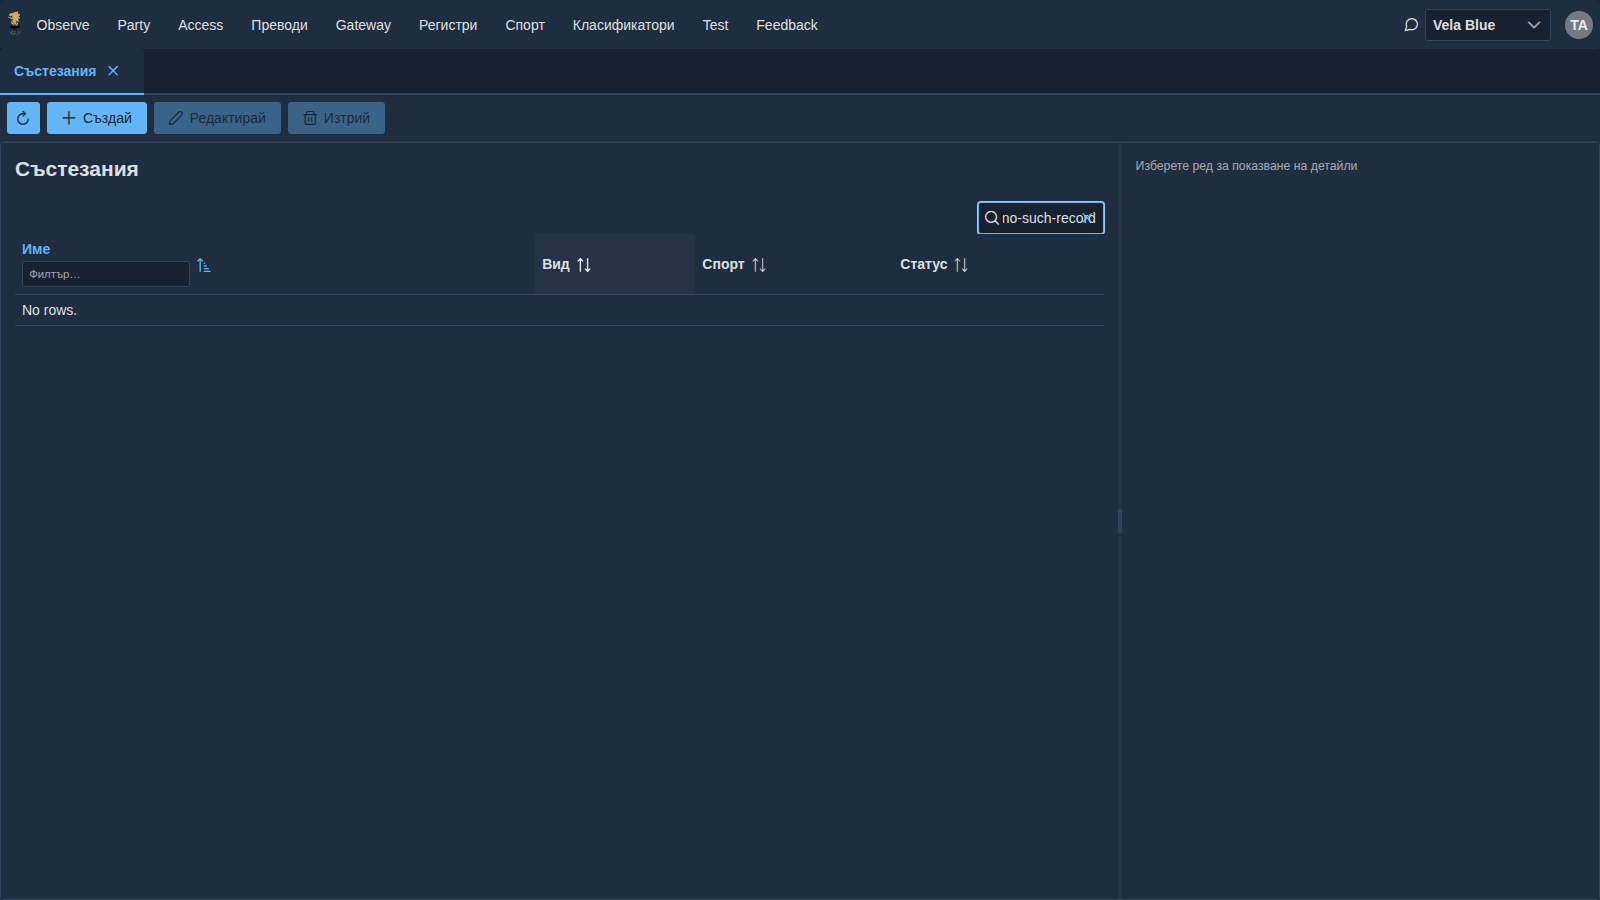 Observe Party Access Преводи Gateway Регистри Спорт Класификатори Test Feedback Vela Blue TA
Състезания
Създай Редактирай Изтрий
Състезания
Изберете ред за показване на детайли
no-such-record
Име
Филтър...
Вид Спорт Статус
No rows.